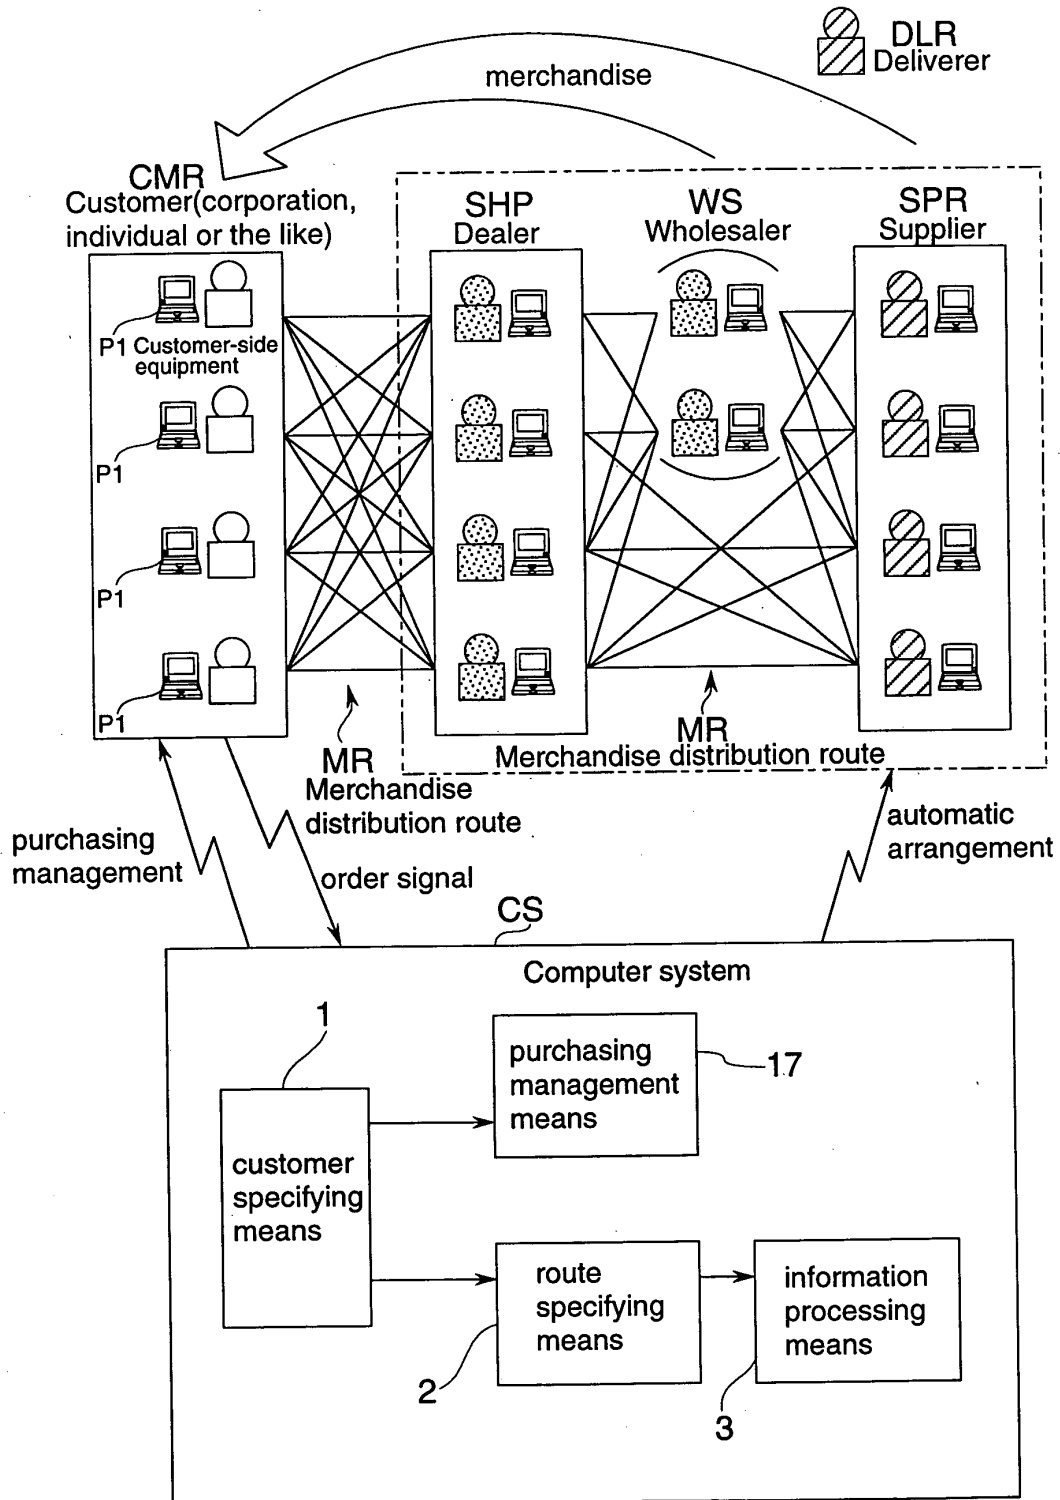 DLR
Deliverer
merchandise
CMR
Customer(corporation,
individual or the like)
SHP
Dealer
WS
Wholesaler
SPR
Supplier
P1 Customer-side
equipment
P1
P1
P1
MR
Merchandise
distribution route
MR
Merchandise distribution route
purchasing
management
order signal
automatic
arrangement
CS
Computer system
1
customer
specifying
means
purchasing
management
means
17
route
specifying
means
2
information
processing
means
3